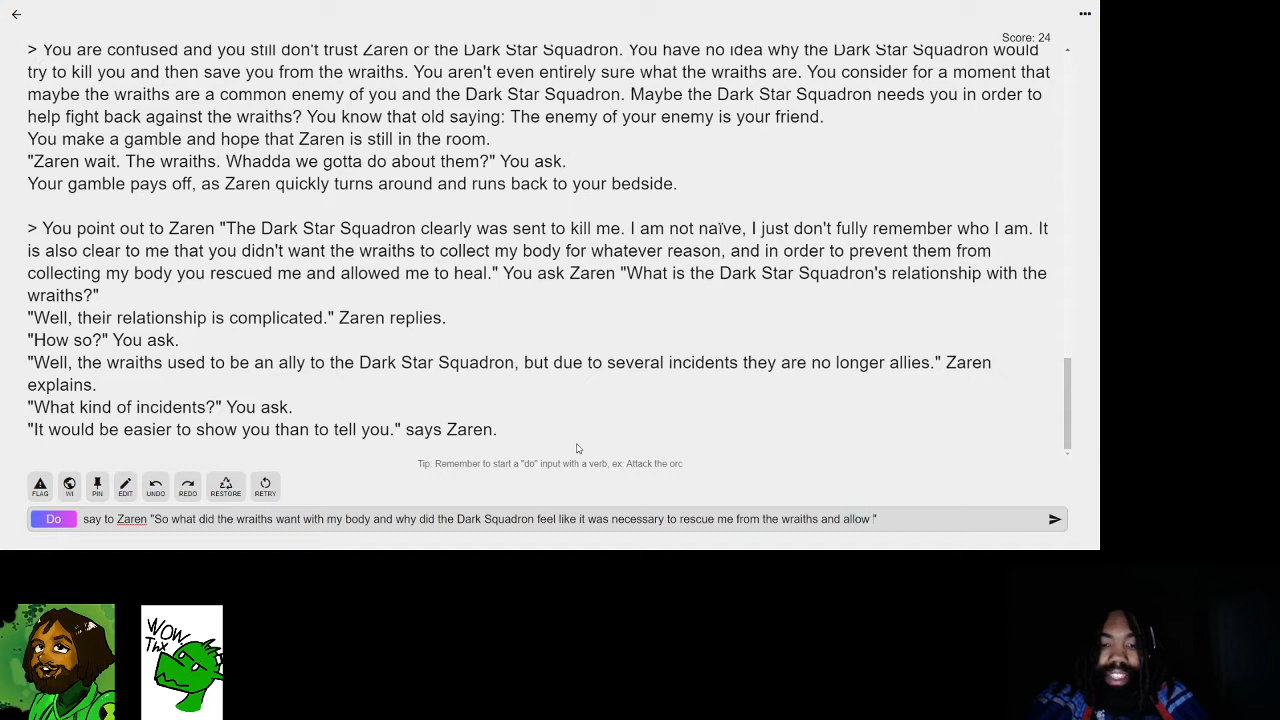 Score: 24
> You are confused and you still don't trust Zaren or the Dark Star Squadron. You have no idea why the Dark Star Squadron would
try to kill you and then save you from the wraiths. You aren't even entirely sure what the wraiths are. You consider for a moment that
maybe the wraiths are a common enemy of you and the Dark Star Squadron. Maybe the Dark Star Squadron needs you in order to
help fight back against the wraiths? You know that old saying: The enemy of your enemy is your friend.
You make a gamble and hope that Zaren is still in the room.
"Zaren wait. The wraiths. Whadda we gotta do about them?" You ask.
Your gamble pays off, as Zaren quickly turns around and runs back to your bedside.
> You point out to Zaren "The Dark Star Squadron clearly was sent to kill me. I am not naïve, I just don't fully remember who I am. It
is also clear to me that you didn't want the wraiths to collect my body for whatever reason, and in order to prevent them from
collecting my body you rescued me and allowed me to heal." You ask Zaren "What is the Dark Star Squadron's relationship with the
wraiths?"
"Well, their relationship is complicated." Zaren replies.
"How so?" You ask.
"Well, the wraiths used to be an ally to the Dark Star Squadron, but due to several incidents they are no longer allies." Zaren
explains.
"What kind of incidents?" You ask.
"It would be easier to show you than to tell you." says Zaren.
Tip: Remember to start a "do" input with a verb, ex: Attack the orc
FLAG WI PIN EDIT UNDO REDO RESTORE RETRY
Do say to Zaren "So what did the wraiths want with my body and why did the Dark Squadron feel like it was necessary to rescue me from the wraiths and allow "
WOW
Thx